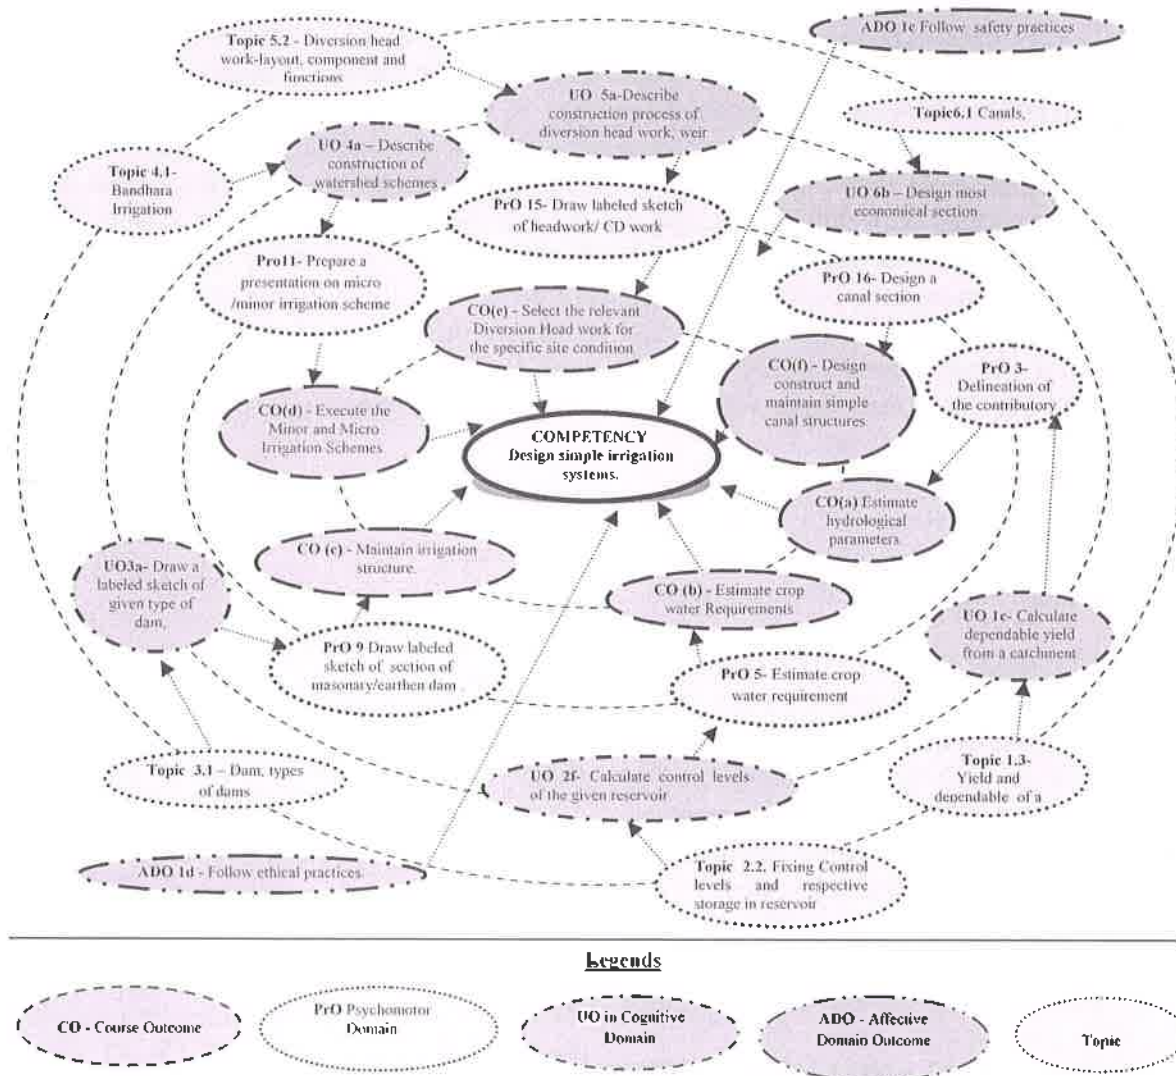 ADO 1c Follow safety practices
Topic 5.2 - Diversion head
work-layout, component and
functions
UO 5a-Describe
construction process of
diversion head work, weir
Topic6.1 Canals,
UO 4a – Describe
construction of
watershed schemes
Topic 4.1-
Bandhara
Irrigation
UO 6b – Design most
economical section
PrO 15- Draw labeled sketch
of headwork/ CD work
Pro11- Prepare a
presentation on micro
/minor irrigation scheme
PrO 16- Design a
canal section
CO(e) - Select the relevant
Diversion Head work for
the specific site condition
PrO 3-
Delineation of
the contributory
CO(f) - Design
construct and
maintain simple
canal structures.
CO(d) - Execute the
Minor and Micro
Irrigation Schemes
COMPETENCY
Design simple irrigation
systems.
CO(a) Estimate
hydrological
parameters
CO (c) - Maintain irrigation
structure.
UO3a- Draw a
labeled sketch of
given type of
dam,
CO (b) - Estimate crop
water Requirements
UO 1c- Calculate
dependable yield
from a catchment
PrO 9 Draw labeled
sketch of section of
masonary/earthen dam .
PrO 5- Estimate crop
water requirement
Topic 3.1 – Dam, types
of dams
UO 2f- Calculate control levels
of the given reservoir
Topic 1.3-
Yield and
dependable of a
ADO 1d - Follow ethical practices.
Topic 2.2. Fixing Control
levels and respective
storage in reservoir
Legends
CO - Course Outcome
PrO Psychomotor
Domain
UO in Cognitive
Domain
ADO - Affective
Domain Outcome
Topic